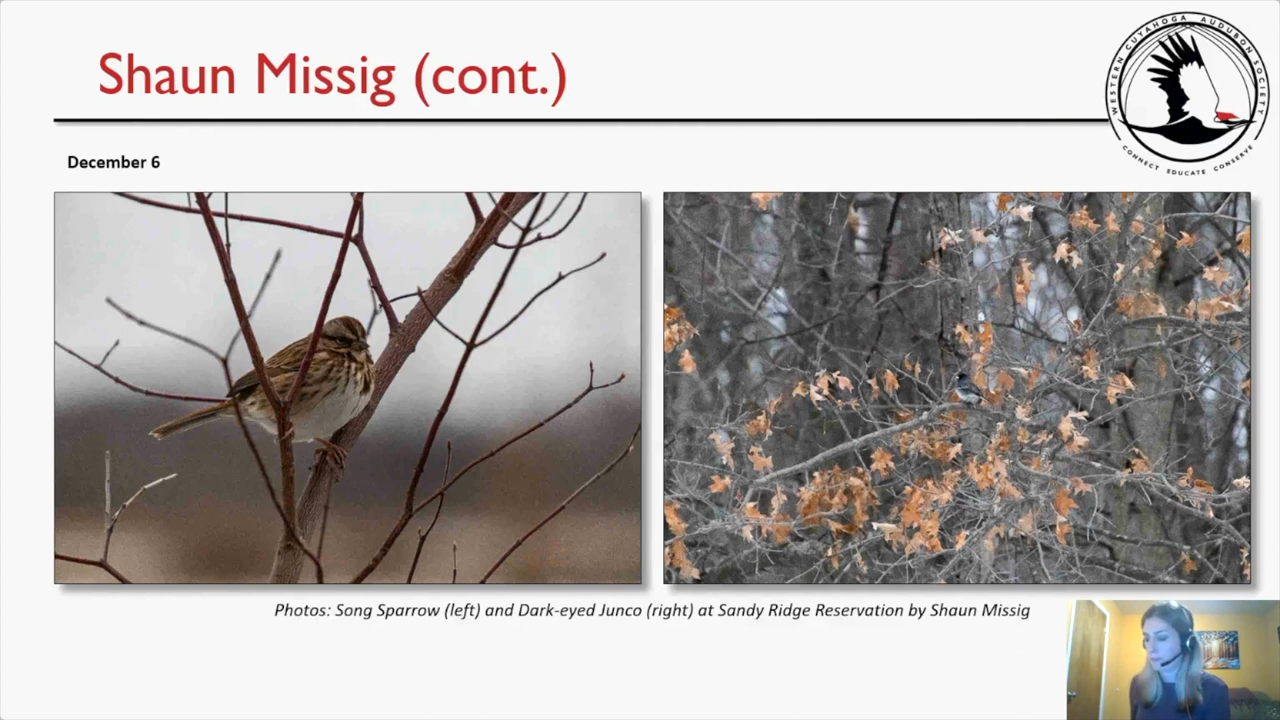 Shaun Missig (cont.)
WESTERN CUYAHOGA AUDUBON SOCIETY
CONNECT EDUCATE CONSERVE
December 6
Photos: Song Sparrow (left) and Dark-eyed Junco (right) at Sandy Ridge Reservation by Shaun Missig